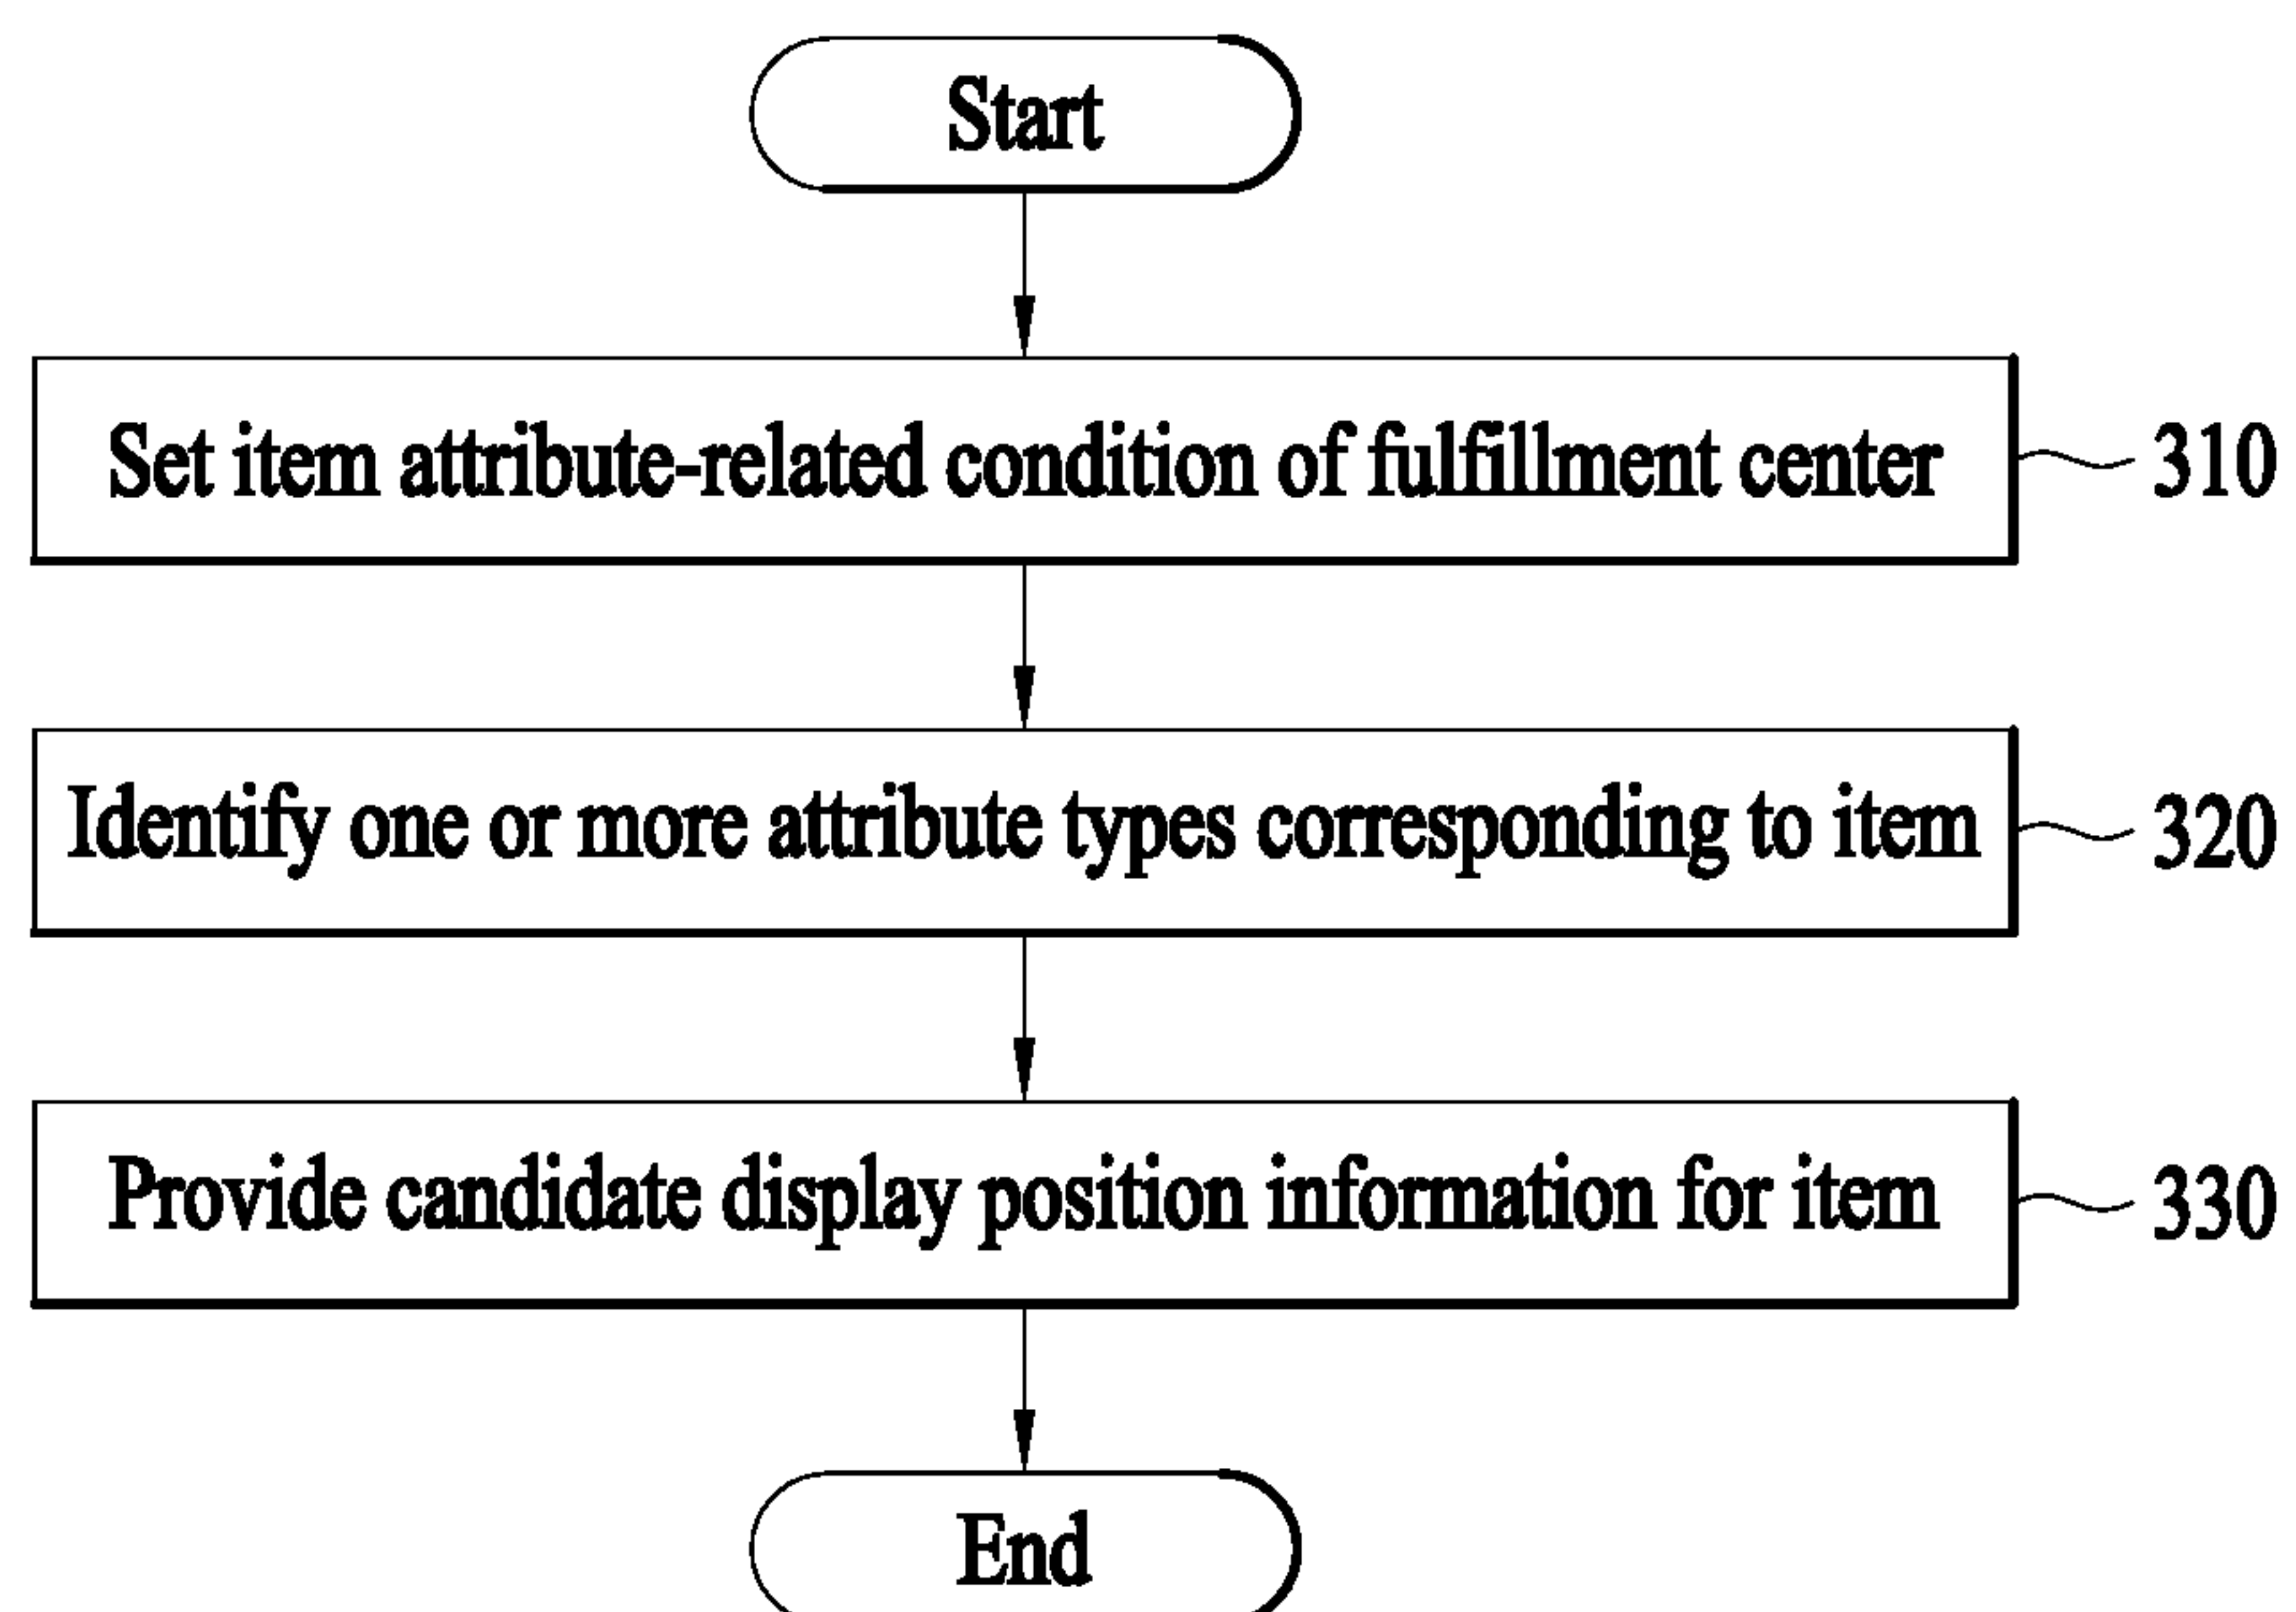 Start
Set item attribute-related condition of fulfillment center 310
Identify one or more attribute types corresponding to item 320
Provide candidate display position information for item 330
End